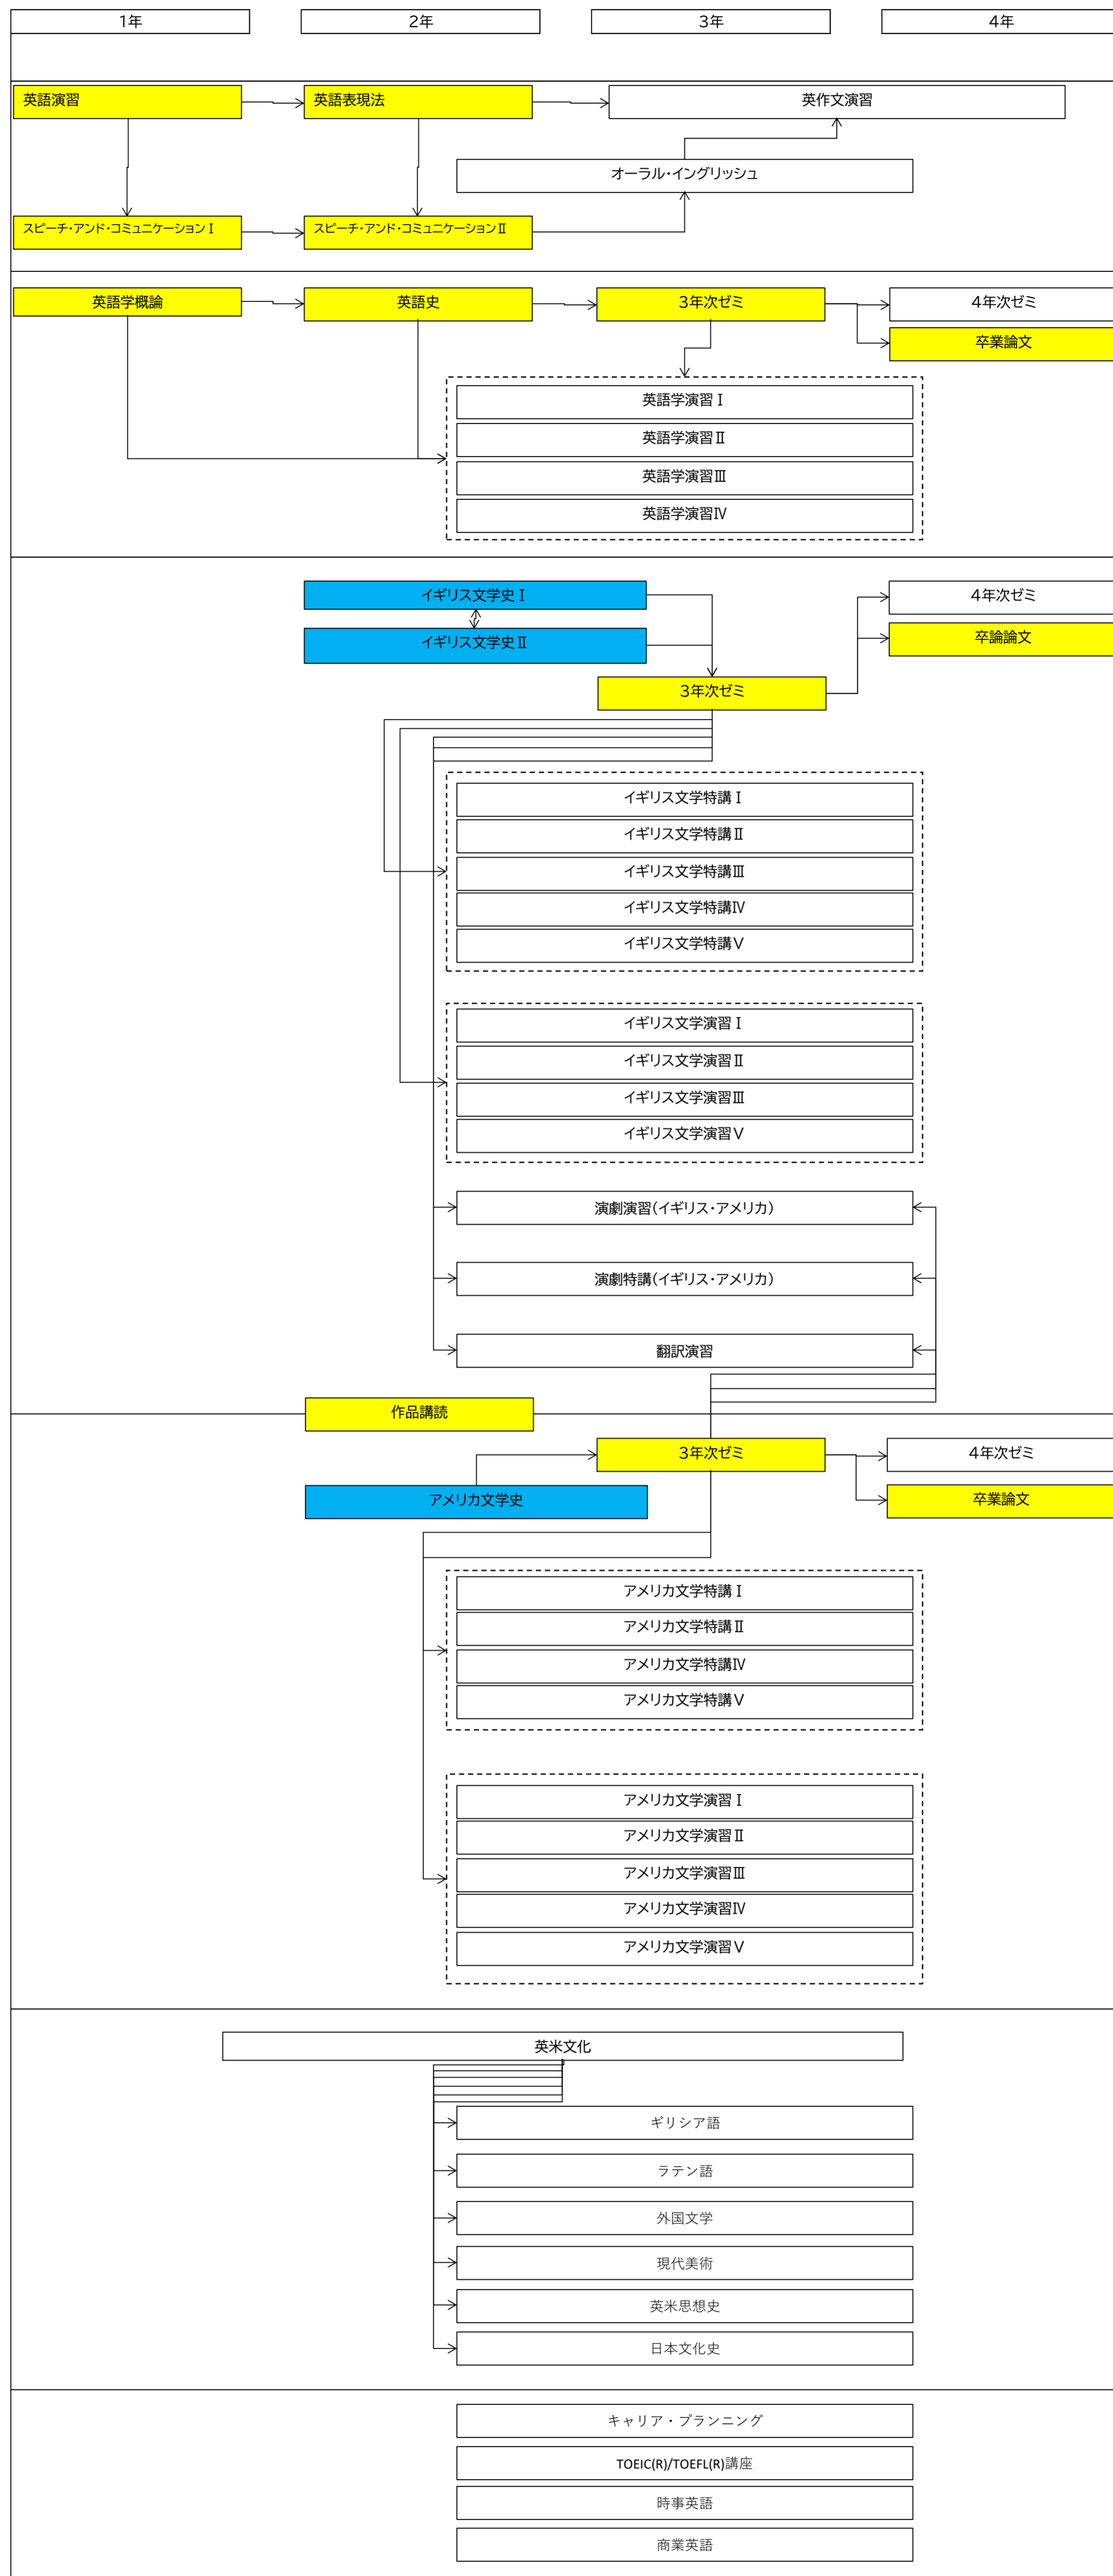 1年
2年
3年
4年
英語演習
英語表現法
英作文演習
オーラル・イングリッシュ
スピーチ・アンド・コミュニケーションⅠ
スピーチ・アンド・コミュニケーションⅡ
英語学概論
英語史
3年次ゼミ
4年次ゼミ
卒業論文
英語学演習Ⅰ
英語学演習Ⅱ
英語学演習Ⅲ
英語学演習Ⅳ
イギリス文学史Ⅰ
4年次ゼミ
イギリス文学史Ⅱ
卒論論文
3年次ゼミ
イギリス文学特講Ⅰ
イギリス文学特講Ⅱ
イギリス文学特講Ⅲ
イギリス文学特講Ⅳ
イギリス文学特講Ⅴ
イギリス文学演習Ⅰ
イギリス文学演習Ⅱ
イギリス文学演習Ⅲ
イギリス文学演習Ⅴ
演劇演習(イギリス・アメリカ)
演劇特講(イギリス・アメリカ)
翻訳演習
作品講読
3年次ゼミ
4年次ゼミ
アメリカ文学史
卒業論文
アメリカ文学特講Ⅰ
アメリカ文学特講Ⅱ
アメリカ文学特講Ⅳ
アメリカ文学特講Ⅴ
アメリカ文学演習Ⅰ
アメリカ文学演習Ⅱ
アメリカ文学演習Ⅲ
アメリカ文学演習Ⅳ
アメリカ文学演習Ⅴ
英米文化
ギリシア語
ラテン語
外国文学
現代美術
英米思想史
日本文化史
キャリア・プランニング
TOEIC(R)/TOEFL(R)講座
時事英語
商業英語